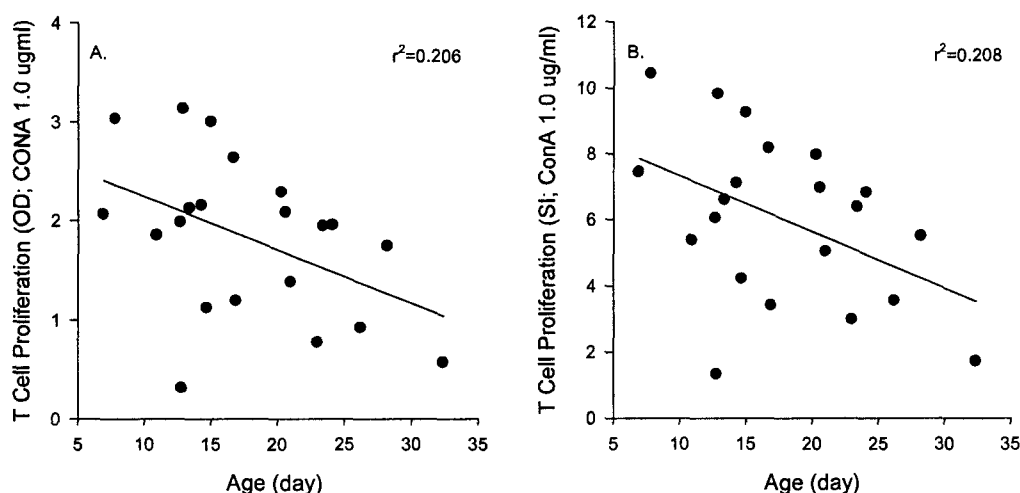 A.
r²=0.206
T Cell Proliferation (OD; CONA 1.0 ugml)
4
3
2
1
0
5 10 15 20 25 30 35
Age (day)
B.
r²=0.208
T Cell Proliferation (SI; ConA 1.0 ug/ml)
12
10
8
6
4
2
0
5 10 15 20 25 30 35
Age (day)